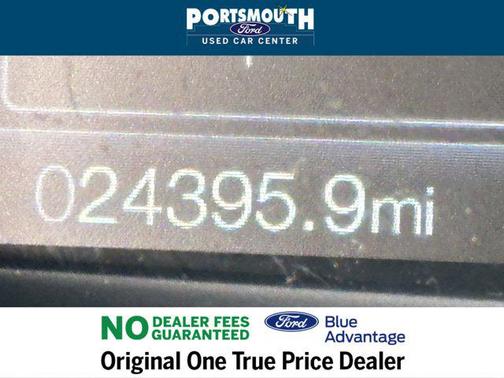 PORTSMOUTH
Ford
USED CAR CENTER
024395.9mi
NO DEALER FEES
GUARANTEED
Ford
Blue
Advantage
Original One True Price Dealer